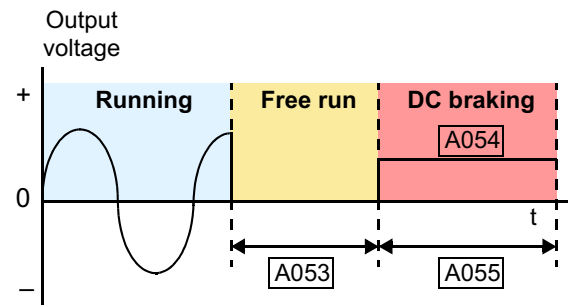 Output
voltage
+
Running
Free run
DC braking
A054
0
t
A053
A055
–